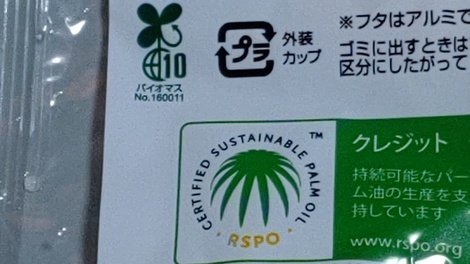 10
バイオマス
No.160011
プラ
外装
カップ
※フタはアルミで
ゴミに出すときは
区分にしたがって
CERTIFIED SUSTAINABLE PALM OIL
TM
RSPO
クレジット
持続可能なパー
ム油の生産を支
持しています
www.rspo.org